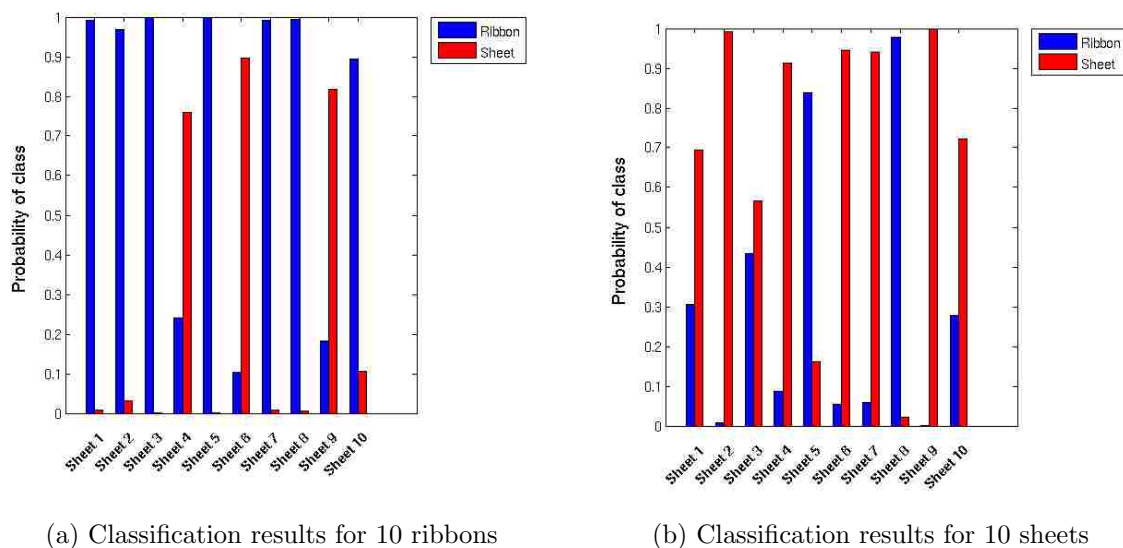 1
0.9
0.8
0.7
0.6
0.5
0.4
0.3
0.2
0.1
0
Probability of class
Sheet 1
Sheet 2
Sheet 3
Sheet 4
Sheet 5
Sheet 6
Sheet 7
Sheet 8
Sheet 9
Sheet 10
Ribbon
Sheet
(a) Classification results for 10 ribbons
1
0.9
0.8
0.7
0.6
0.5
0.4
0.3
0.2
0.1
0
Probability of class
Sheet 1
Sheet 2
Sheet 3
Sheet 4
Sheet 5
Sheet 6
Sheet 7
Sheet 8
Sheet 9
Sheet 10
Ribbon
Sheet
(b) Classification results for 10 sheets